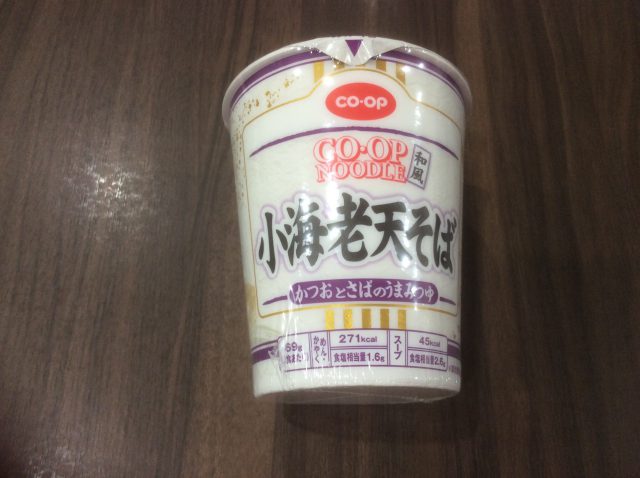 CO·OP
CO·OP
NOODLE
和風
小海老天そば
かつおとさばのうまみつゆ
69g
めん・かやく
271kcal
食塩相当量1.6g
スープ
45kcal
食塩相当量2.6g